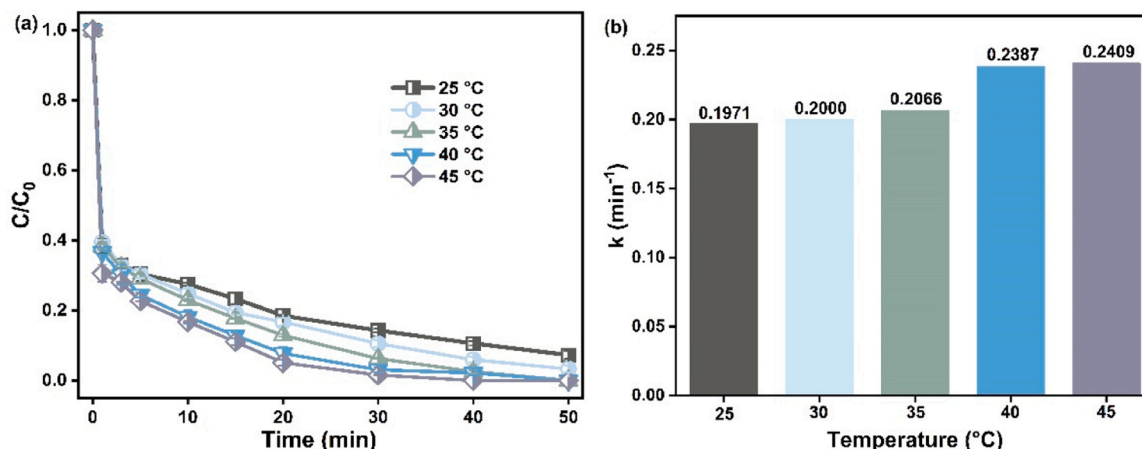 (a)
1.0
0.8
0.6
0.4
0.2
0.0
C/C₀
25 °C
30 °C
35 °C
40 °C
45 °C
0 10 20 30 40 50
Time (min)
(b)
0.25
0.20
0.15
0.10
0.05
0.00
k (min⁻¹)
0.1971
0.2000
0.2066
0.2387
0.2409
25 30 35 40 45
Temperature (°C)